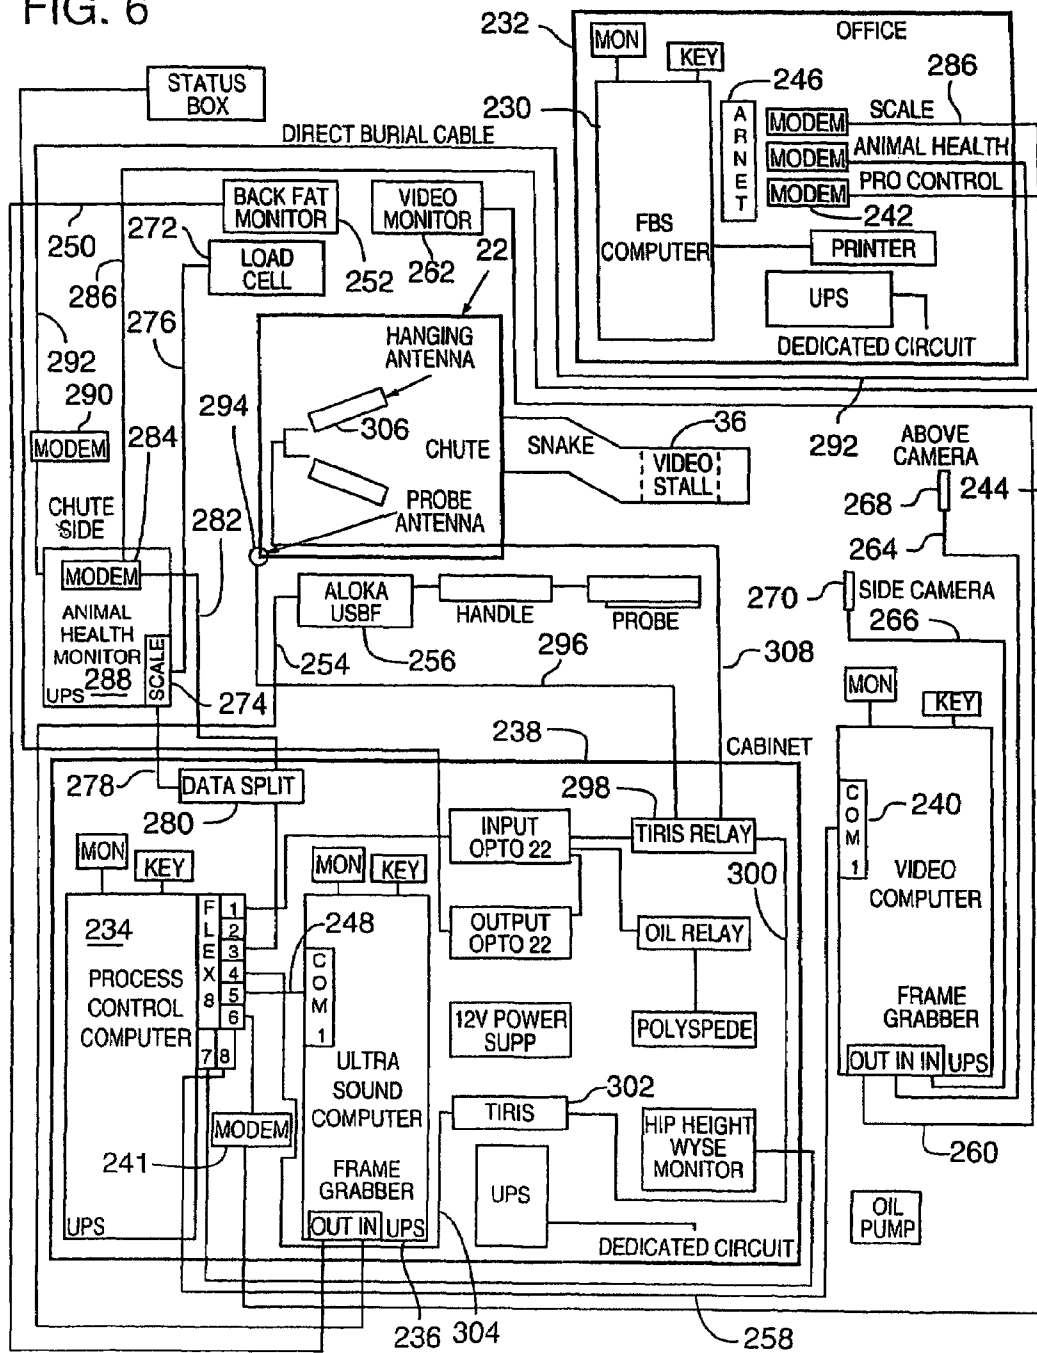 FIG. 6
232
OFFICE
MON
KEY
286
246
STATUS
BOX
230
SCALE
ARNET
MODEM
DIRECT BURIAL CABLE
MODEM
ANIMAL HEALTH
PRO CONTROL
BACK FAT
MONITOR
VIDEO
MONITOR
MODEM
250
272
22
FBS
COMPUTER
242
PRINTER
LOAD
CELL
252
262
286
UPS
276
HANGING
ANTENNA
DEDICATED CIRCUIT
292
290
294
306
36
292
MODEM
284
CHUTE
SNAKE
VIDEO
STALL
ABOVE
CAMERA
268
244
CHUTE
SIDE
282
PROBE
ANTENNA
264
MODEM
ALOKA
USBF
HANDLE
PROBE
270
SIDE CAMERA
ANIMAL
HEALTH
MONITOR
288
UPS
SCALE
254
256
296
308
266
274
MON
KEY
238
CABINET
278
DATA SPLIT
280
298
COM 1
240
INPUT
OPTO 22
TIRIS RELAY
VIDEO
COMPUTER
MON
KEY
MON
KEY
300
234
FLEX 8
1
2
3
4
5
6
7
8
248
OUTPUT
OPTO 22
OIL RELAY
PROCESS
CONTROL
COMPUTER
COM 1
12V POWER
SUPP
POLYSPEDE
FRAME
GRABBER
OUT IN IN
UPS
ULTRA
SOUND
COMPUTER
302
TIRIS
MODEM
HIP HEIGHT
WYSE
MONITOR
241
260
FRAME
GRABBER
UPS
OIL
PUMP
UPS
OUT IN
UPS
DEDICATED CIRCUIT
236
304
258